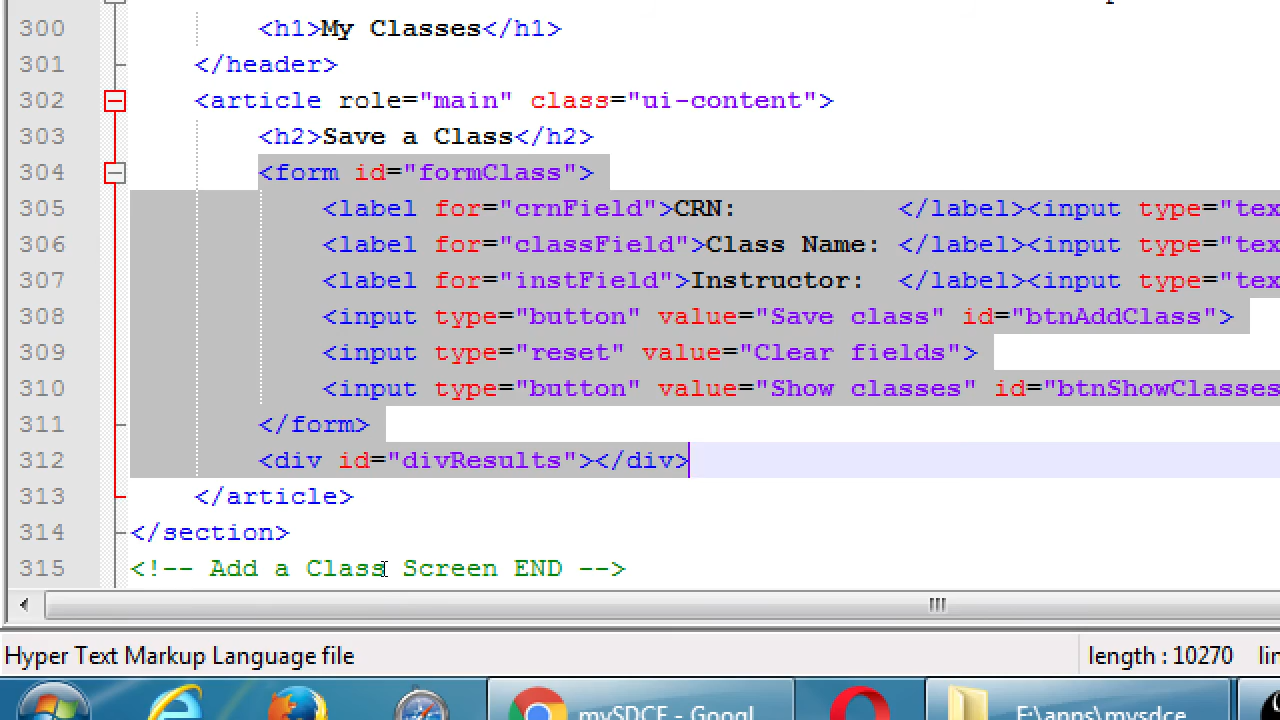 300 <h1>My Classes</h1>
301 </header>
302 <article role="main" class="ui-content">
303 <h2>Save a Class</h2>
304 <form id="formClass">
305 <label for="crnField">CRN: </label><input type="tex
306 <label for="classField">Class Name: </label><input type="tex
307 <label for="instField">Instructor: </label><input type="tex
308 <input type="button" value="Save class" id="btnAddClass">
309 <input type="reset" value="Clear fields">
310 <input type="button" value="Show classes" id="btnShowClasses
311 </form>
312 <div id="divResults"></div>
313 </article>
314 </section>
315 <!-- Add a Class Screen END -->
Hyper Text Markup Language file length : 10270 lin
mySDCE - Googl F:\apps\mysdce